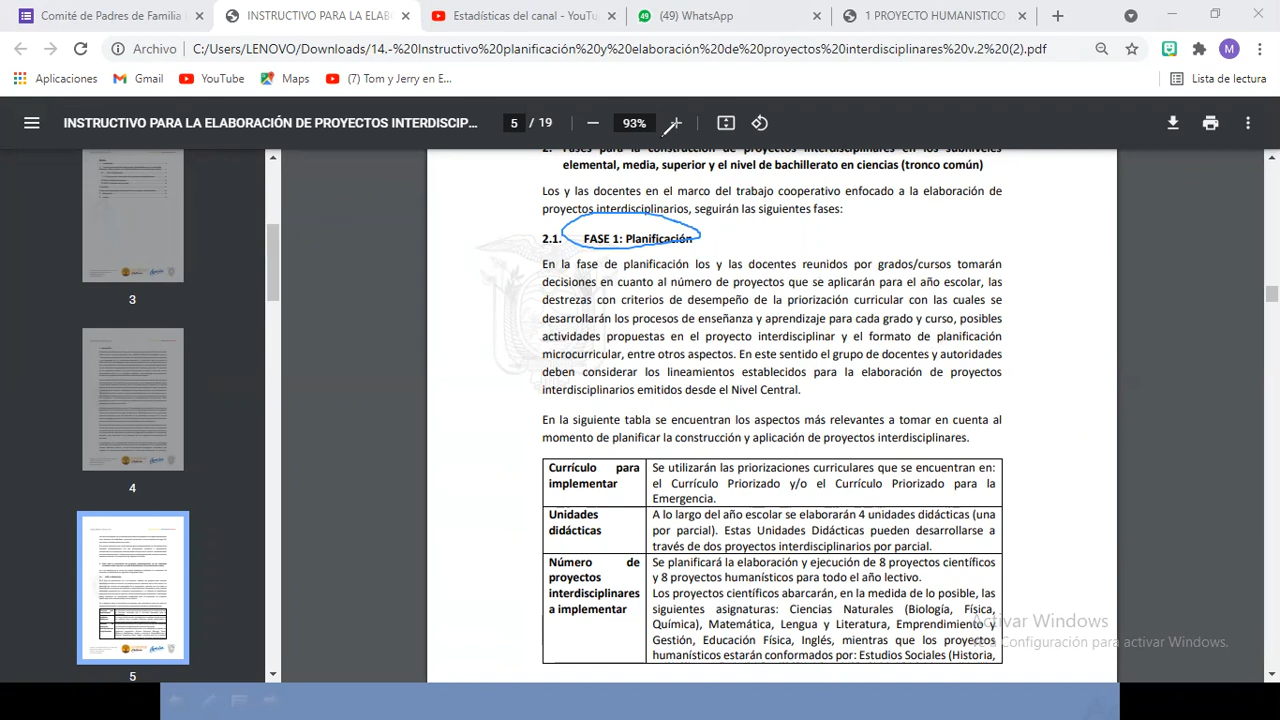 Comité de Padres de Familia
INSTRUCTIVO PARA LA ELAB
Estadísticas del canal - YouTu
(49) WhatsApp
1 PROYECTO HUMANISTICO
Archivo
C:/Users/LENOVO/Downloads/14.-%20Instructivo%20planificación%20y%20elaboración%20de%20proyectos%20interdisciplinares%20v.2%20(2).pdf
M
Aplicaciones
Gmail
YouTube
Maps
(7) Tom y Jerry en E...
Lista de lectura
INSTRUCTIVO PARA LA ELABORACIÓN DE PROYECTOS INTERDISCIP...
5 / 19
93%
3
4
5
2. Fases para la construcción de proyectos interdisciplinares en los subniveles
elemental, media, superior y el nivel de bachillerato en ciencias (tronco común)
Los y las docentes en el marco del trabajo cooperativo enfocado a la elaboración de
proyectos interdisciplinarios, seguirán las siguientes fases:
2.1. FASE 1: Planificación
En la fase de planificación los y las docentes reunidos por grados/cursos tomarán
decisiones en cuanto al número de proyectos que se aplicarán para el año escolar, las
destrezas con criterios de desempeño de la priorización curricular con las cuales se
desarrollarán los procesos de enseñanza y aprendizaje para cada grado y curso, posibles
actividades propuestas en el proyecto interdisciplinar y el formato de planificación
microcurricular, entre otros aspectos. En este sentido el grupo de docentes y autoridades
deben considerar los lineamientos establecidos para la elaboración de proyectos
interdisciplinarios emitidos desde el Nivel Central.
En la siguiente tabla se encuentran los aspectos más relevantes a tomar en cuenta al
momento de planificar la construcción y aplicación de proyectos interdisciplinares.
Currículo para
implementar
Se utilizarán las priorizaciones curriculares que se encuentran en:
el Currículo Priorizado y/o el Currículo Priorizado para la
Emergencia.
Unidades
didácticas
A lo largo del año escolar se elaborarán 4 unidades didácticas (una
por parcial). Estas Unidades Didácticas pueden desarrollarse a
través de dos proyectos interdisciplinarios por parcial.
Número de
proyectos
interdisciplinares
a implementar
Se planificará la elaboración y ejecución de 8 proyectos científicos
y 8 proyectos humanísticos para todo el año lectivo.
Los proyectos científicos abarcarán, en la medida de lo posible, las
siguientes asignaturas: Ciencias Naturales (Biología, Física,
Química), Matemática, Lengua y Literatura, Emprendimiento y
Gestión, Educación Física, Inglés, mientras que los proyectos
humanísticos estarán conformados por: Estudios Sociales (Historia,
Activar Windows
Configuración para activar Windows.